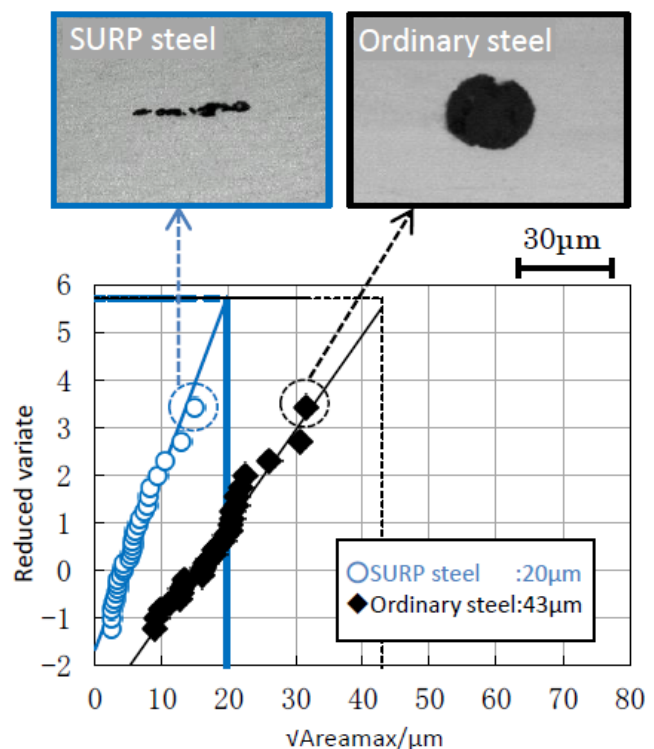 SURP steel
Ordinary steel
30μm
6
5
4
3
2
1
0
-1
-2
Reduced variate
SURP steel :20μm
Ordinary steel:43μm
0 10 20 30 40 50 60 70 80
√Areamax/μm